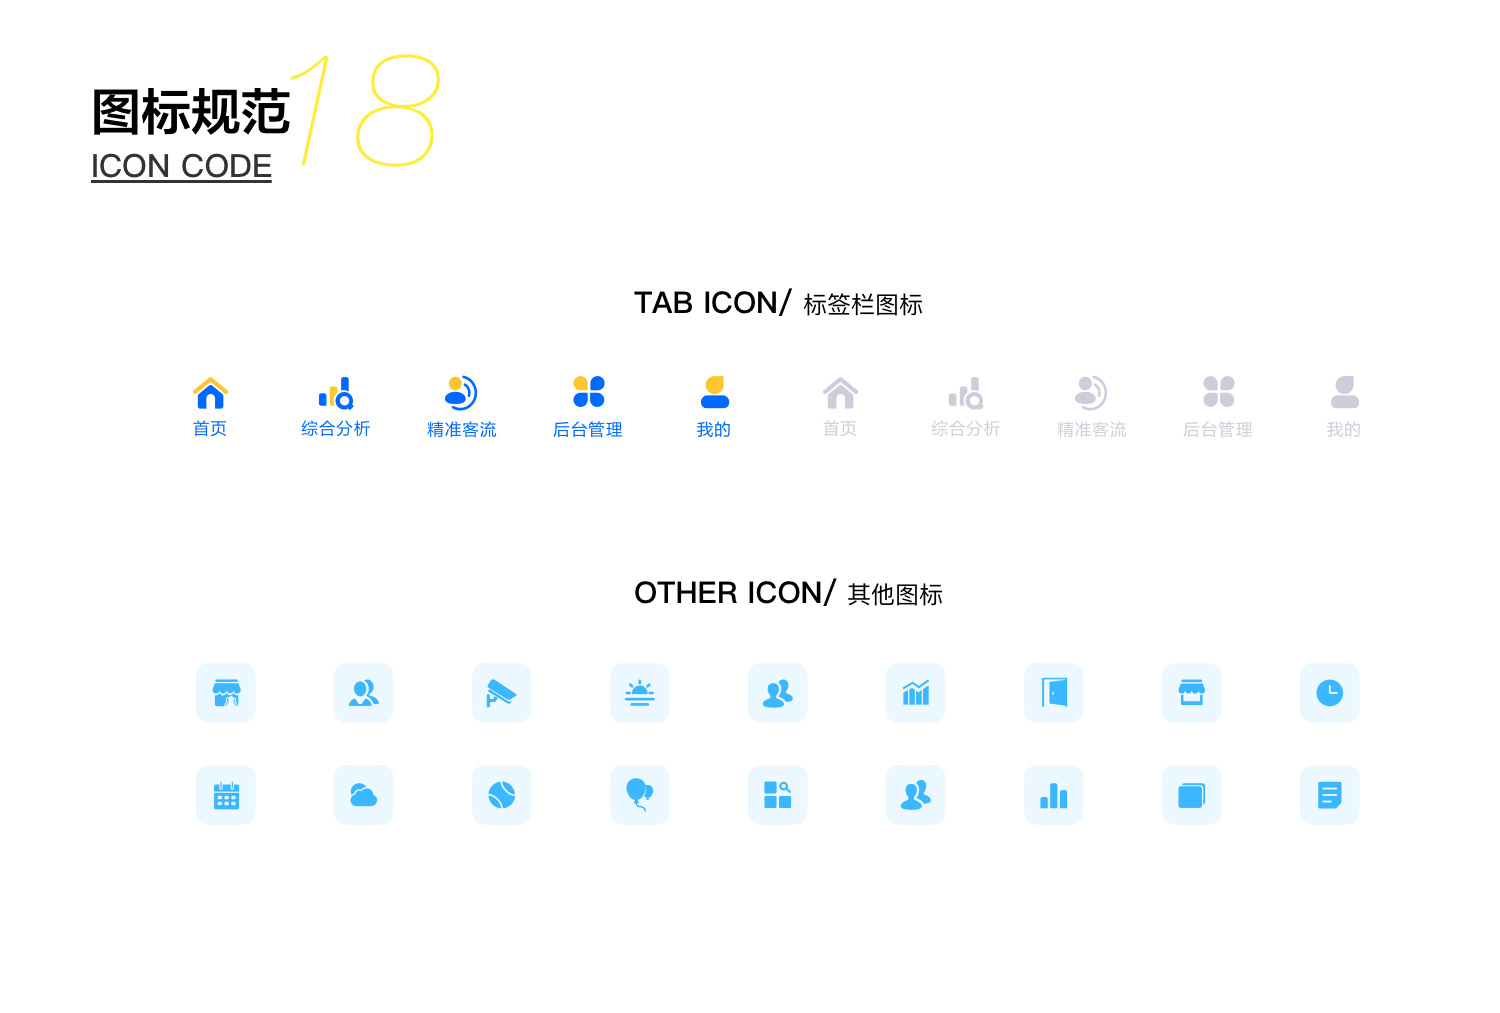 图标规范
18
ICON CODE
TAB ICON/ 标签栏图标
首页 综合分析 精准客流 后台管理 我的 首页 综合分析 精准客流 后台管理 我的
OTHER ICON/ 其他图标